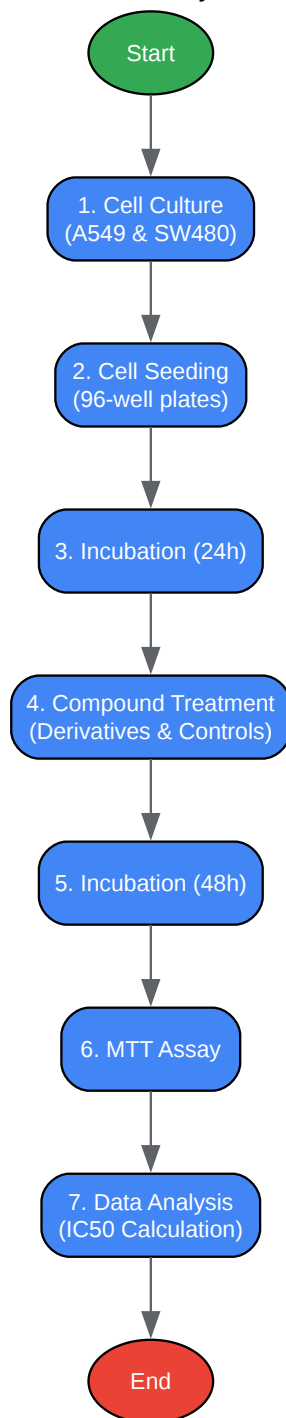 Start
1. Cell Culture
(A549 & SW480)
2. Cell Seeding
(96-well plates)
3. Incubation (24h)
4. Compound Treatment
(Derivatives & Controls)
5. Incubation (48h)
6. MTT Assay
7. Data Analysis
(IC50 Calculation)
End